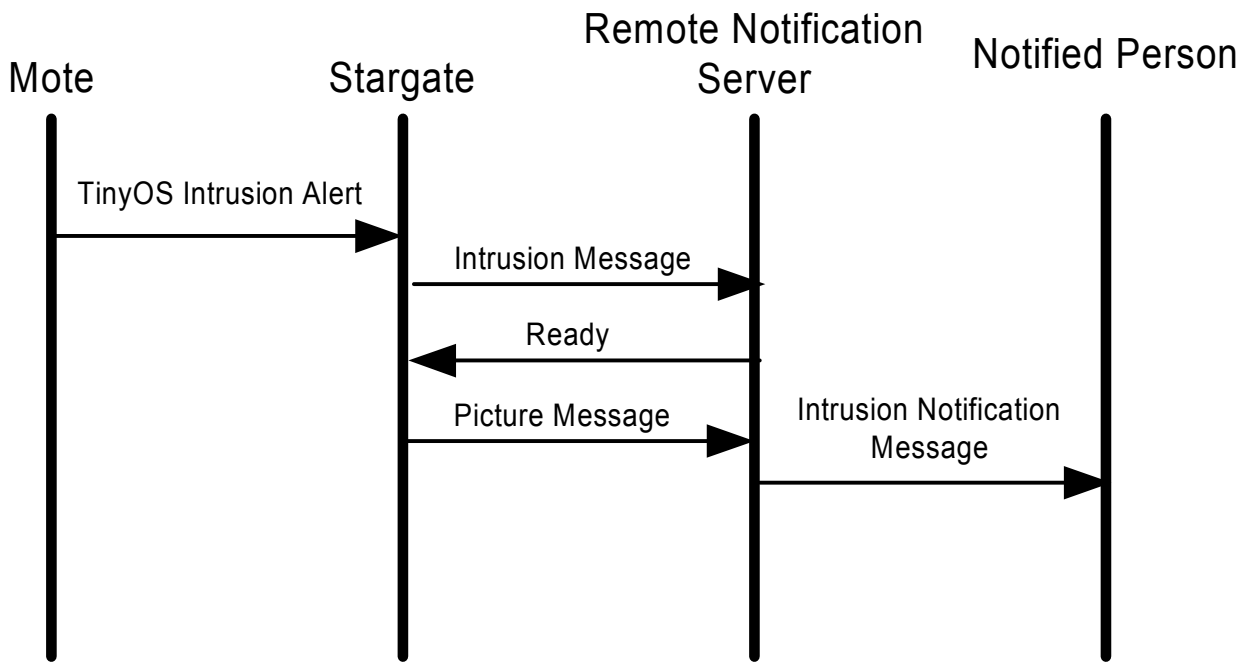 Mote
Stargate
Remote Notification
Server
Notified Person
TinyOS Intrusion Alert
Intrusion Message
Ready
Picture Message
Intrusion Notification
Message